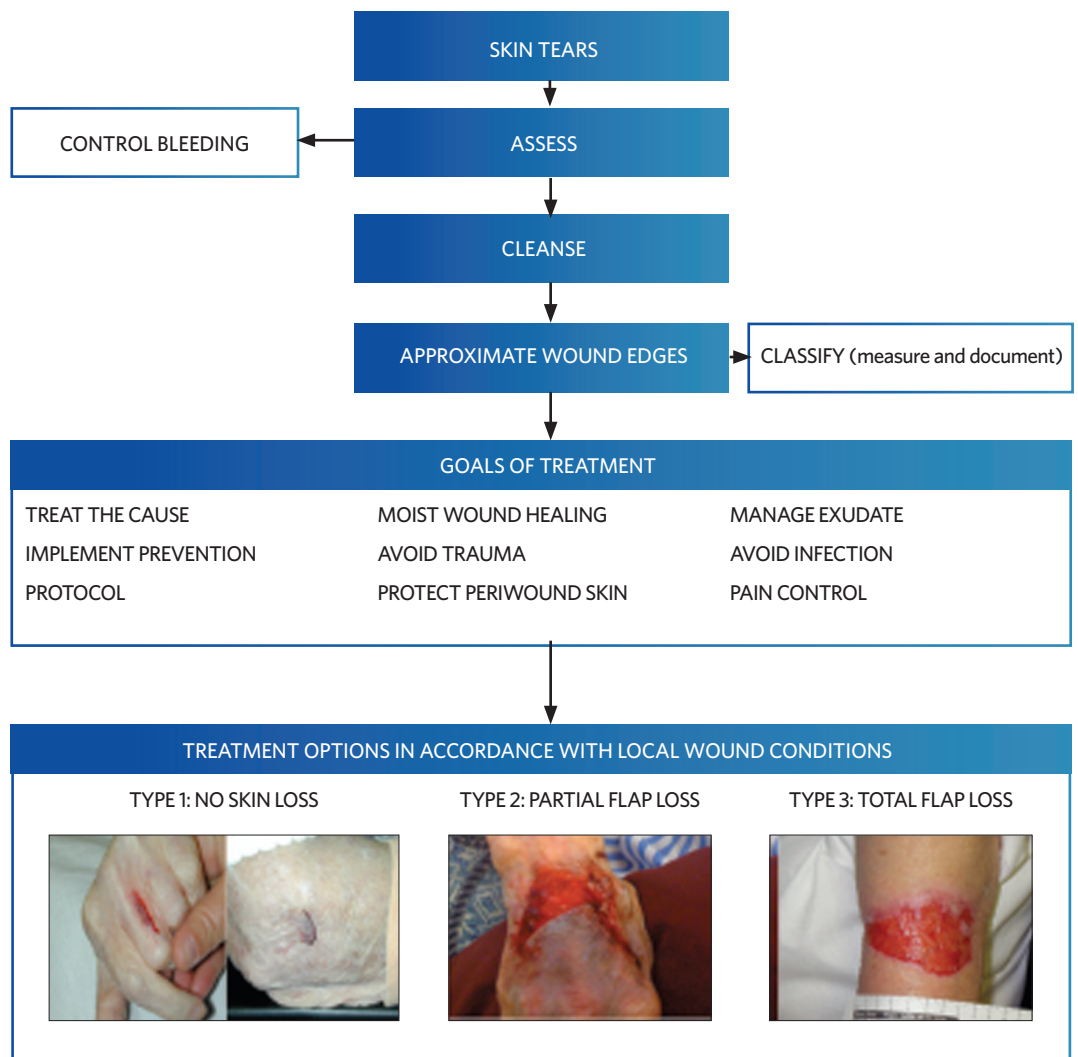 SKIN TEARS
CONTROL BLEEDING
ASSESS
CLEANSE
APPROXIMATE WOUND EDGES
CLASSIFY (measure and document)
GOALS OF TREATMENT
TREAT THE CAUSE
IMPLEMENT PREVENTION
PROTOCOL
MOIST WOUND HEALING
AVOID TRAUMA
PROTECT PERIWOUND SKIN
MANAGE EXUDATE
AVOID INFECTION
PAIN CONTROL
TREATMENT OPTIONS IN ACCORDANCE WITH LOCAL WOUND CONDITIONS
TYPE 1: NO SKIN LOSS
TYPE 2: PARTIAL FLAP LOSS
TYPE 3: TOTAL FLAP LOSS